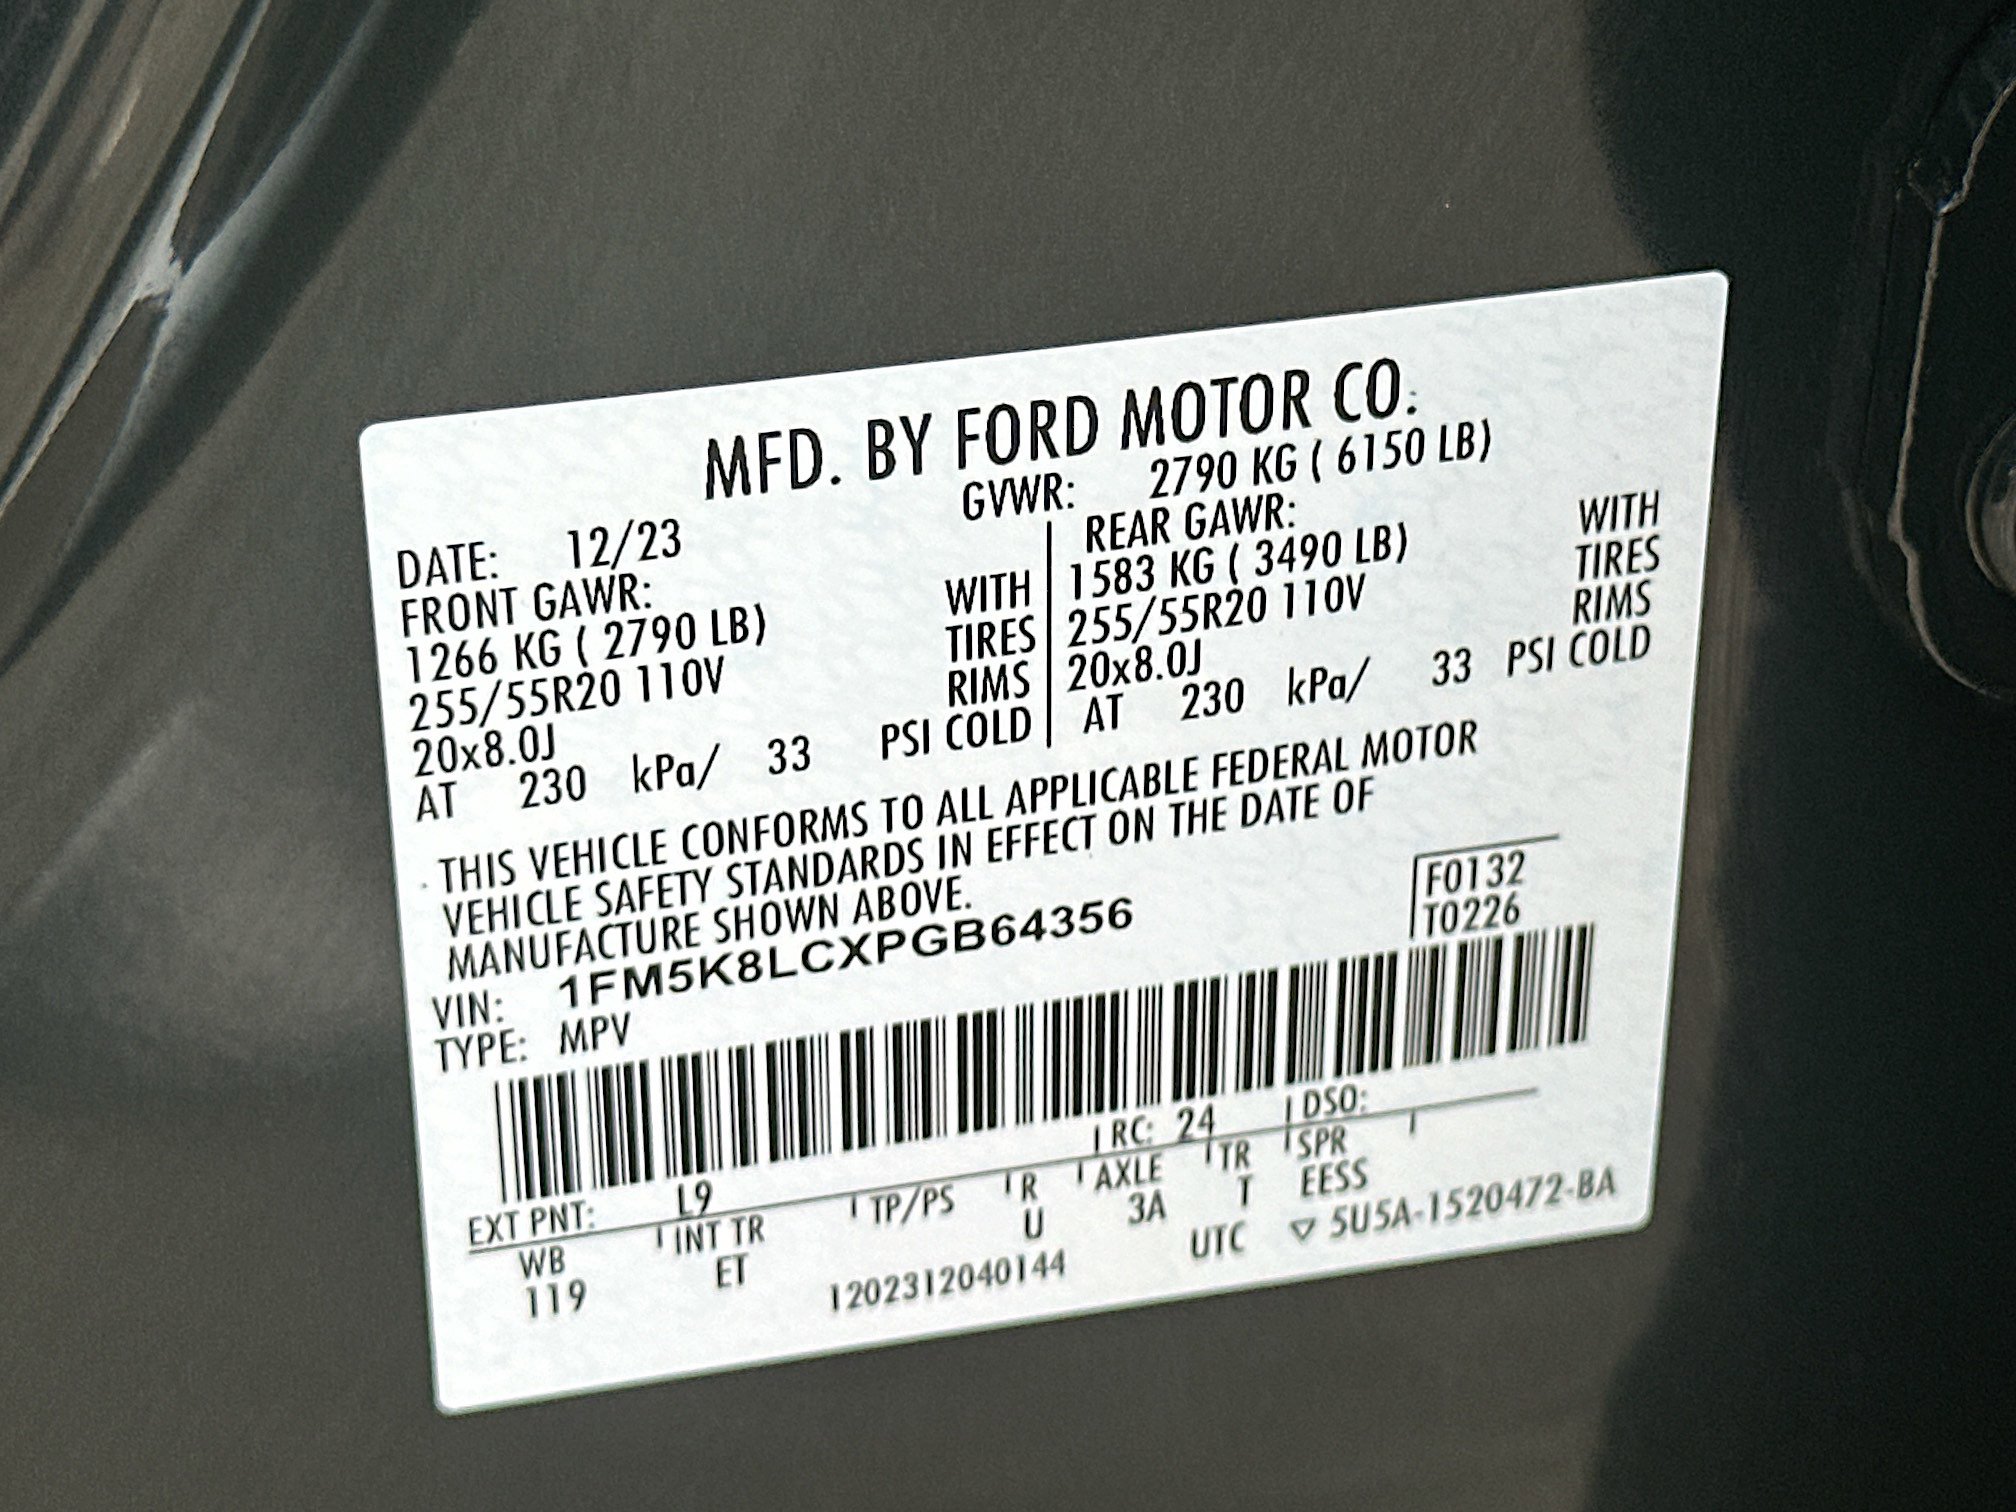 MFD. BY FORD MOTOR CO.
DATE: 12/23 GVWR: 2790 KG ( 6150 LB)
FRONT GAWR: REAR GAWR:
1266 KG ( 2790 LB) WITH 1583 KG ( 3490 LB) WITH
255/55R20 110V TIRES 255/55R20 110V TIRES
20x8.0J RIMS 20x8.0J RIMS
AT 230 kPa/ 33 PSI COLD AT 230 kPa/ 33 PSI COLD
THIS VEHICLE CONFORMS TO ALL APPLICABLE FEDERAL MOTOR
VEHICLE SAFETY STANDARDS IN EFFECT ON THE DATE OF
MANUFACTURE SHOWN ABOVE.
F0132
VIN: 1FM5K8LCXPGB64356
T0226
TYPE: MPV
EXT PNT: L9 RC: 24 DSO:
WB INT TR TP/PS R AXLE TR SPR
119 ET U 3A T EESS
1202312040144 UTC ▽ 5U5A-1520472-BA